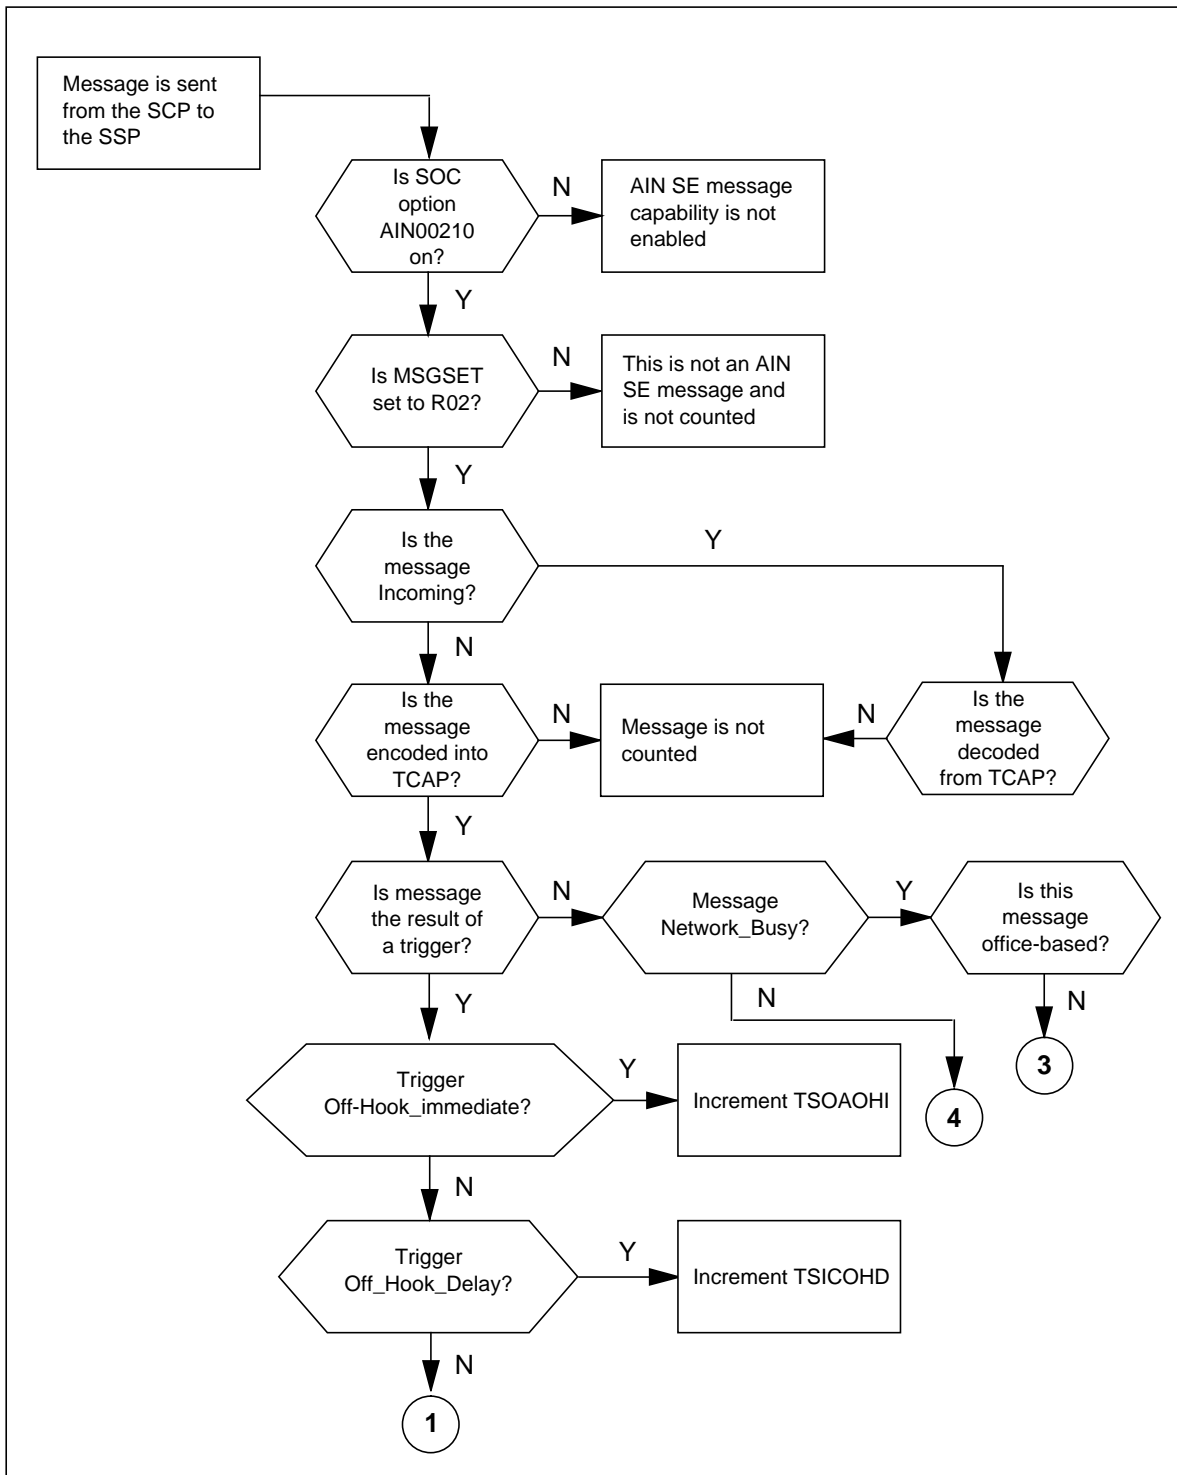 Message is sent
from the SCP to
the SSP
Is SOC
option
AIN00210
on?
N
AIN SE message
capability is not
enabled
Y
Is MSGSET
set to R02?
N
This is not an AIN
SE message and
is not counted
Y
Is the
message
Incoming?
Y
N
Is the
message
encoded into
TCAP?
N
Message is not
counted
N
Is the
message
decoded
from TCAP?
Y
Is message
the result of
a trigger?
N
Message
Network_Busy?
Y
Is this
message
office-based?
Y
N
N
3
4
Trigger
Off-Hook_immediate?
Y
Increment TSOAOHI
N
Trigger
Off_Hook_Delay?
Y
Increment TSICOHD
N
1